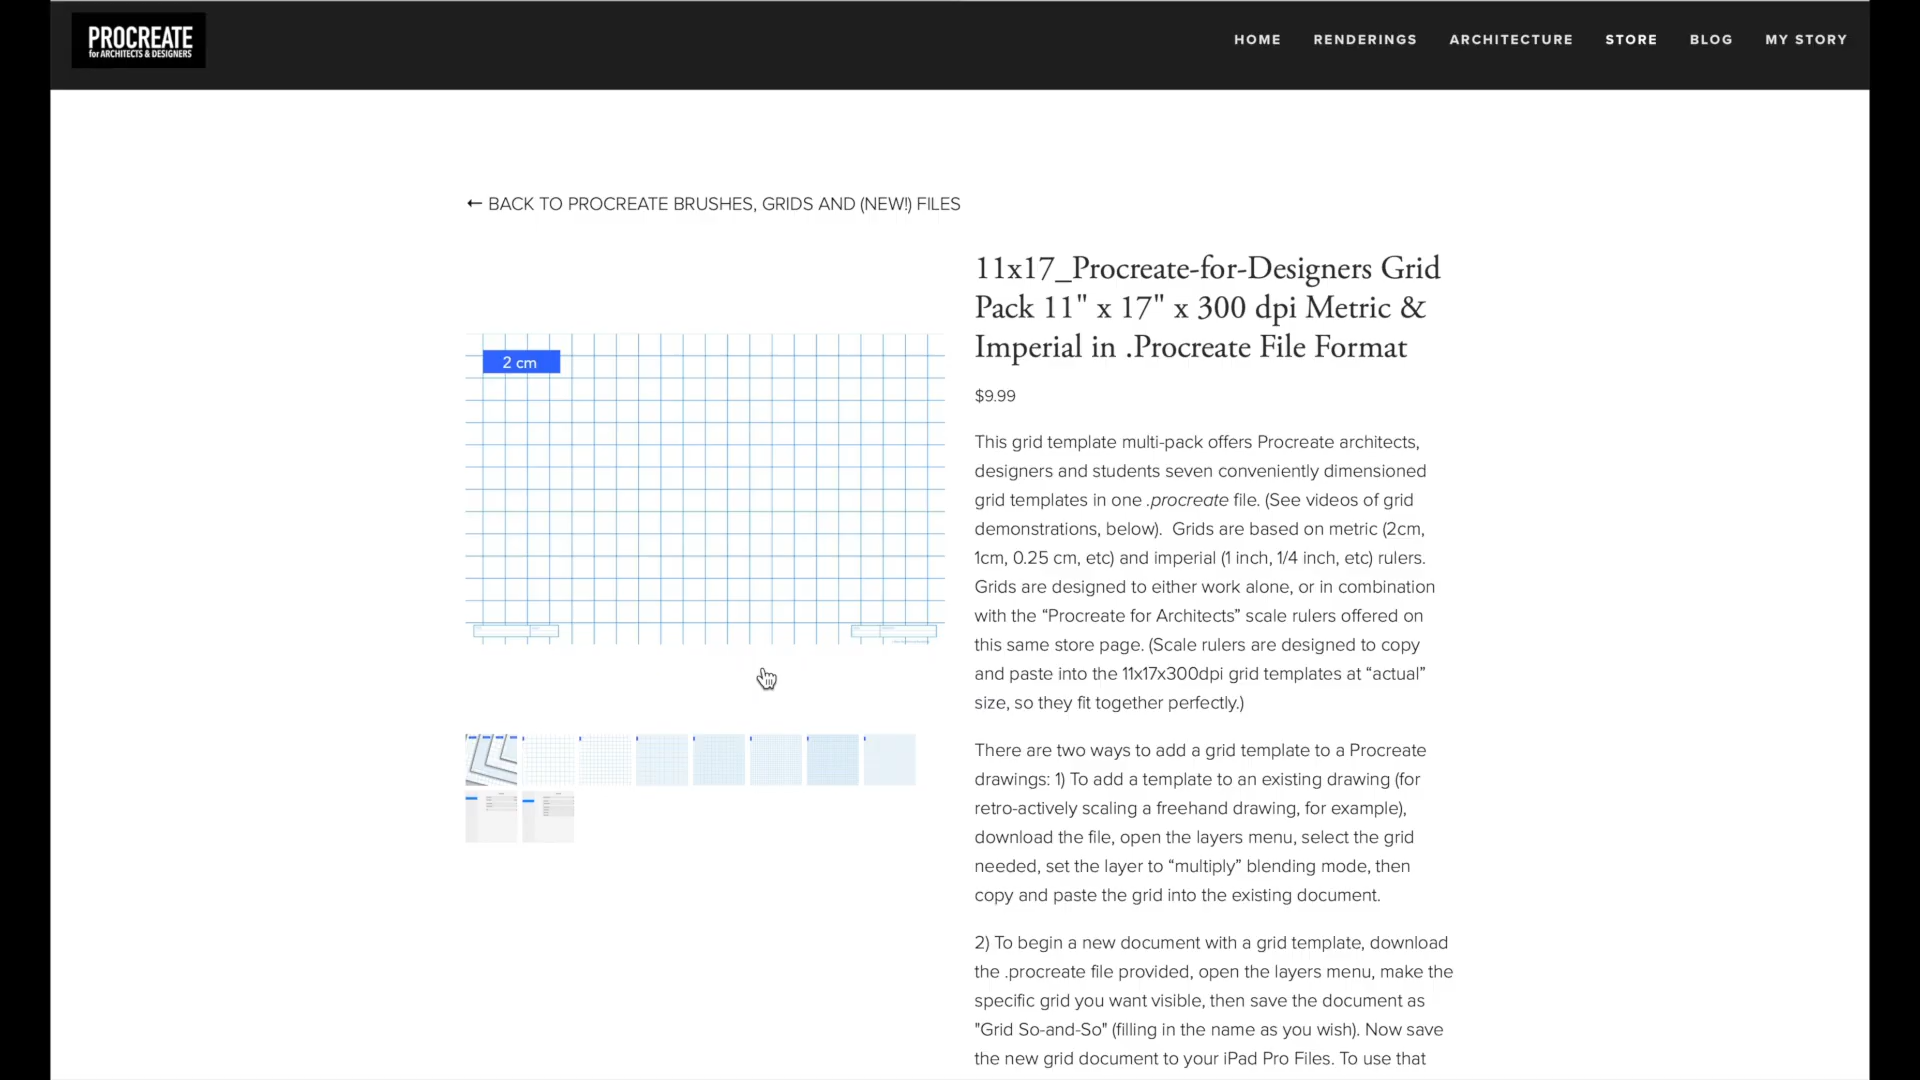 PROCREATE
for ARCHITECTS & DESIGNERS
HOME RENDERINGS ARCHITECTURE STORE BLOG MY STORY
← BACK TO PROCREATE BRUSHES, GRIDS AND (NEW!) FILES
2 cm
11x17_Procreate-for-Designers Grid
Pack 11" x 17" x 300 dpi Metric &
Imperial in .Procreate File Format
$9.99
This grid template multi-pack offers Procreate architects,
designers and students seven conveniently dimensioned
grid templates in one .procreate file. (See videos of grid
demonstrations, below).  Grids are based on metric (2cm,
1cm, 0.25 cm, etc) and imperial (1 inch, 1/4 inch, etc) rulers.
Grids are designed to either work alone, or in combination
with the “Procreate for Architects” scale rulers offered on
this same store page. (Scale rulers are designed to copy
and paste into the 11x17x300dpi grid templates at “actual”
size, so they fit together perfectly.)
There are two ways to add a grid template to a Procreate
drawings: 1) To add a template to an existing drawing (for
retro-actively scaling a freehand drawing, for example),
download the file, open the layers menu, select the grid
needed, set the layer to “multiply” blending mode, then
copy and paste the grid into the existing document.
2) To begin a new document with a grid template, download
the .procreate file provided, open the layers menu, make the
specific grid you want visible, then save the document as
"Grid So-and-So" (filling in the name as you wish). Now save
the new grid document to your iPad Pro Files. To use that